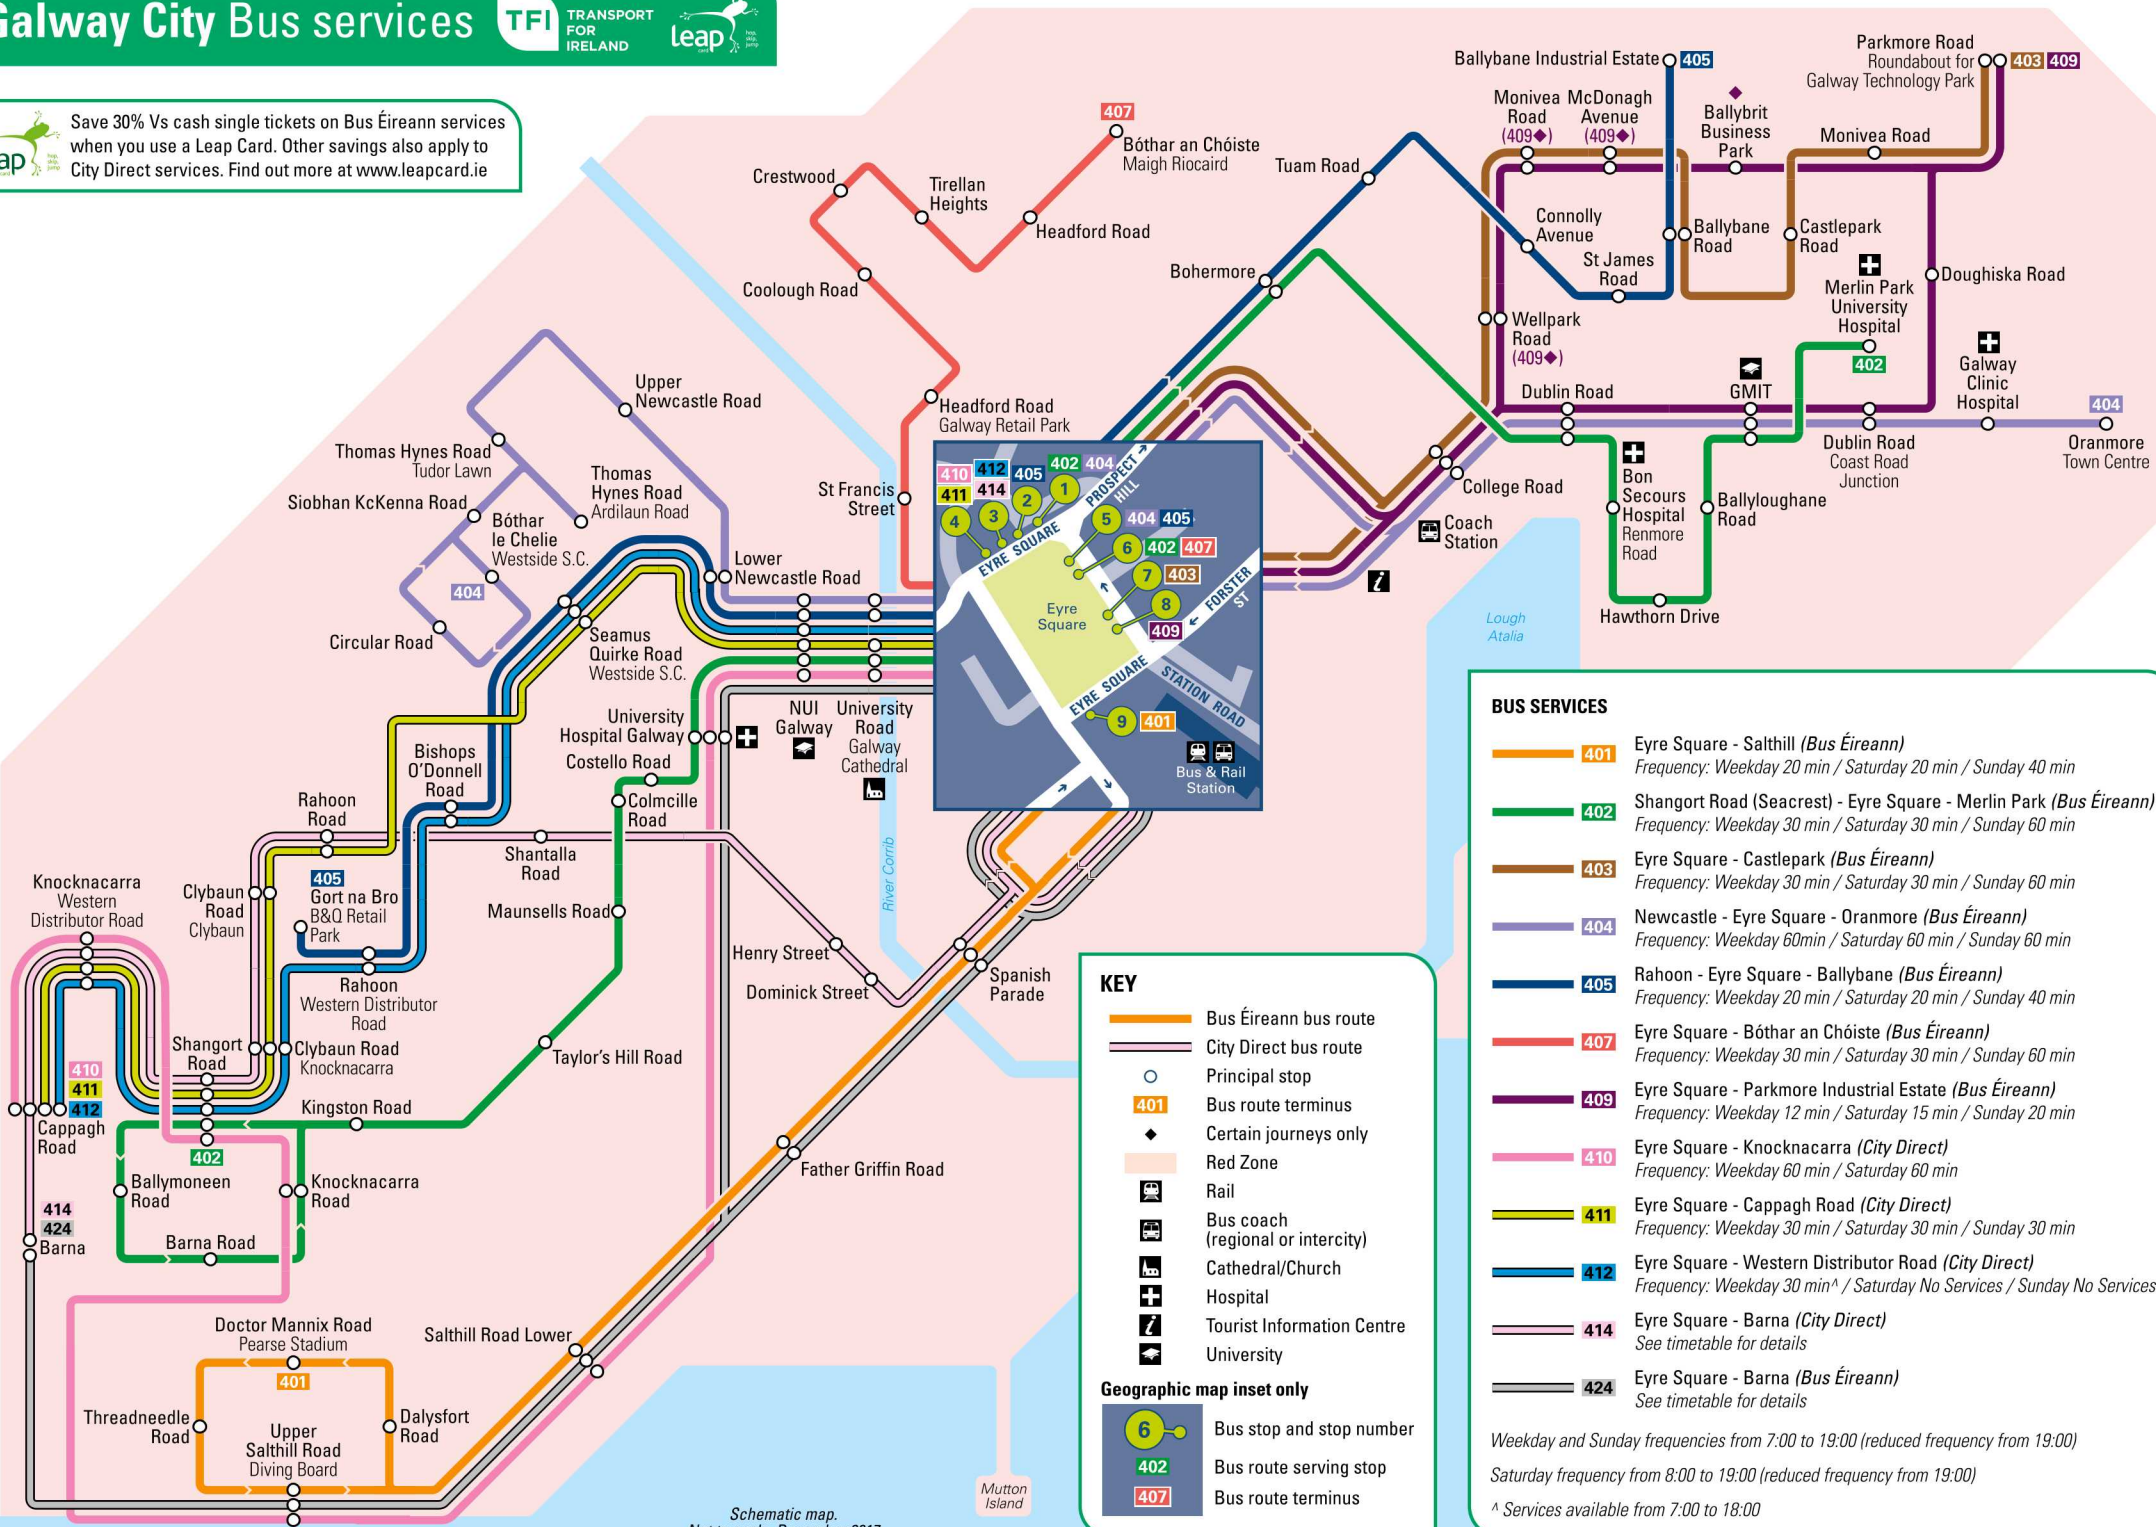 Galway City Bus services
TFI
TRANSPORT
FOR
IRELAND
leap
card
hop,
skip,
jump
Save 30% Vs cash single tickets on Bus Éireann services
when you use a Leap Card. Other savings also apply to
City Direct services. Find out more at www.leapcard.ie
407
Bóthar an Chóiste
Maigh Riocaird
Crestwood
Tirellan
Heights
Headford Road
Coolough Road
Headford Road
Galway Retail Park
St Francis
Street
Ballybane Industrial Estate
405
Parkmore Road
Roundabout for
Galway Technology Park
403 409
Monivea
Road
(409◆)
McDonagh
Avenue
(409◆)
◆
Ballybrit
Business
Park
Monivea Road
Tuam Road
Connolly
Avenue
St James
Road
Ballybane
Road
Castlepark
Road
Bohermore
Merlin Park
University
Hospital
402
Doughiska Road
Wellpark
Road
(409◆)
Galway
Clinic
Hospital
Dublin Road
GMIT
404
Dublin Road
Coast Road
Junction
Oranmore
Town Centre
College Road
Coach
Station
Bon
Secours
Hospital
Renmore
Road
Ballyloughane
Road
Hawthorn Drive
Lough
Atalia
Upper
Newcastle Road
Thomas Hynes Road
Tudor Lawn
Thomas
Hynes Road
Ardilaun Road
Siobhan KcKenna Road
Bóthar
le Chelie
Westside S.C.
404
Circular Road
Lower
Newcastle Road
Seamus
Quirke Road
Westside S.C.
410 412 405 402 404
411 414
4 3 2 1
PROSPECT
HILL
5 404 405
6 402 407
7 403
8
409
EYRE SQUARE
FORSTER
ST
Eyre
Square
EYRE SQUARE
STATION ROAD
9 401
Bus & Rail
Station
University
Hospital Galway
NUI
Galway
University
Road
Galway
Cathedral
Costello Road
Colmcille
Road
Bishops
O'Donnell
Road
Rahoon
Road
Shantalla
Road
Knocknacarra
Western
Distributor Road
Clybaun
Road
Clybaun
405
Gort na Bro
B&Q Retail
Park
Maunsells Road
River Corrib
Henry Street
Dominick Street
Spanish
Parade
Rahoon
Western Distributor
Road
Shangort
Road
Clybaun Road
Knocknacarra
Taylor's Hill Road
410
411
412
Cappagh
Road
Kingston Road
402
Ballymoneen
Road
Knocknacarra
Road
Father Griffin Road
414
424
Barna
Barna Road
Doctor Mannix Road
Pearse Stadium
401
Salthill Road Lower
Threadneedle
Road
Upper
Salthill Road
Diving Board
Dalysfort
Road
Mutton
Island
Schematic map.
KEY
Bus Éireann bus route
City Direct bus route
Principal stop
401 Bus route terminus
◆ Certain journeys only
Red Zone
Rail
Bus coach
(regional or intercity)
Cathedral/Church
Hospital
i Tourist Information Centre
University
Geographic map inset only
6 Bus stop and stop number
402 Bus route serving stop
407 Bus route terminus
BUS SERVICES
401 Eyre Square - Salthill (Bus Éireann)
Frequency: Weekday 20 min / Saturday 20 min / Sunday 40 min
402 Shangort Road (Seacrest) - Eyre Square - Merlin Park (Bus Éireann)
Frequency: Weekday 30 min / Saturday 30 min / Sunday 60 min
403 Eyre Square - Castlepark (Bus Éireann)
Frequency: Weekday 30 min / Saturday 30 min / Sunday 60 min
404 Newcastle - Eyre Square - Oranmore (Bus Éireann)
Frequency: Weekday 60min / Saturday 60 min / Sunday 60 min
405 Rahoon - Eyre Square - Ballybane (Bus Éireann)
Frequency: Weekday 20 min / Saturday 20 min / Sunday 40 min
407 Eyre Square - Bóthar an Chóiste (Bus Éireann)
Frequency: Weekday 30 min / Saturday 30 min / Sunday 60 min
409 Eyre Square - Parkmore Industrial Estate (Bus Éireann)
Frequency: Weekday 12 min / Saturday 15 min / Sunday 20 min
410 Eyre Square - Knocknacarra (City Direct)
Frequency: Weekday 60 min / Saturday 60 min
411 Eyre Square - Cappagh Road (City Direct)
Frequency: Weekday 30 min / Saturday 30 min / Sunday 30 min
412 Eyre Square - Western Distributor Road (City Direct)
Frequency: Weekday 30 min^ / Saturday No Services / Sunday No Services
414 Eyre Square - Barna (City Direct)
See timetable for details
424 Eyre Square - Barna (Bus Éireann)
See timetable for details
Weekday and Sunday frequencies from 7:00 to 19:00 (reduced frequency from 19:00)
Saturday frequency from 8:00 to 19:00 (reduced frequency from 19:00)
^ Services available from 7:00 to 18:00